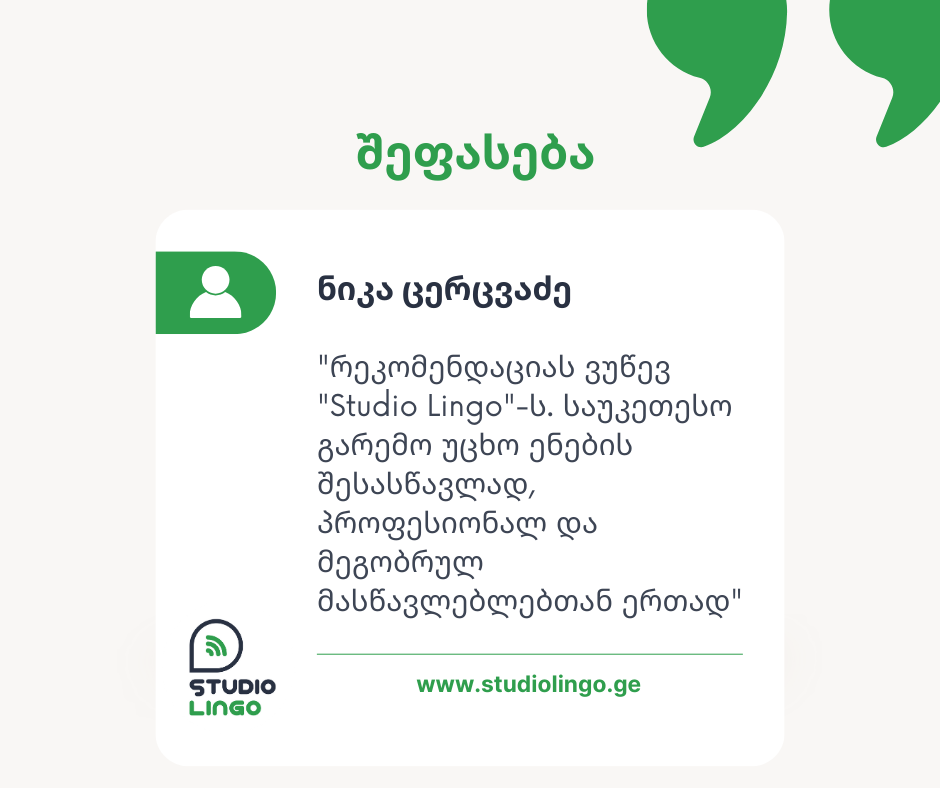 შეფასება
ნიკა ცერცვაძე
"რეკომენდაციას ვუწევ
"Studio Lingo"-ს. საუკეთესო
გარემო უცხო ენების
შესასწავლად,
პროფესიონალ და
მეგობრულ
მასწავლებლებთან ერთად"
STUDIO
LINGO
www.studiolingo.ge